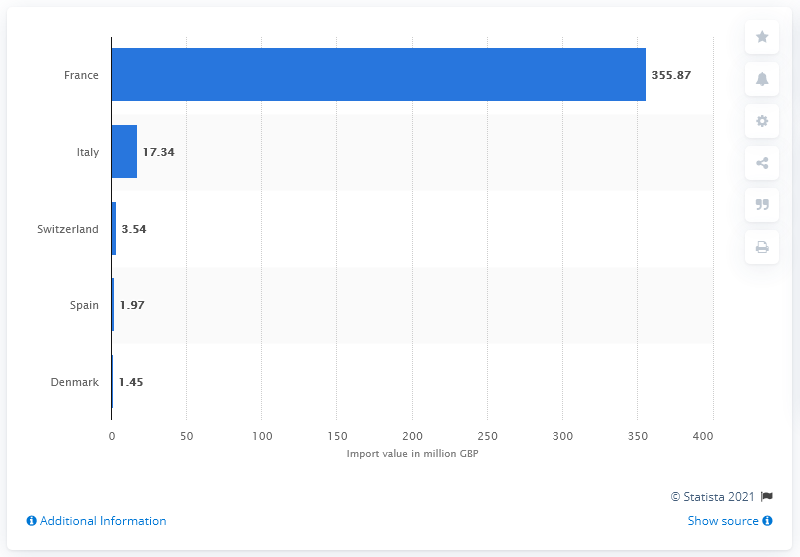 France 355.87
Italy 17.34
Switzerland 3.54
Spain 1.97
Denmark 1.45
0 50 100 150 200 250 300 350 400
Import value in million GBP
© Statista 2021
Additional Information Show source